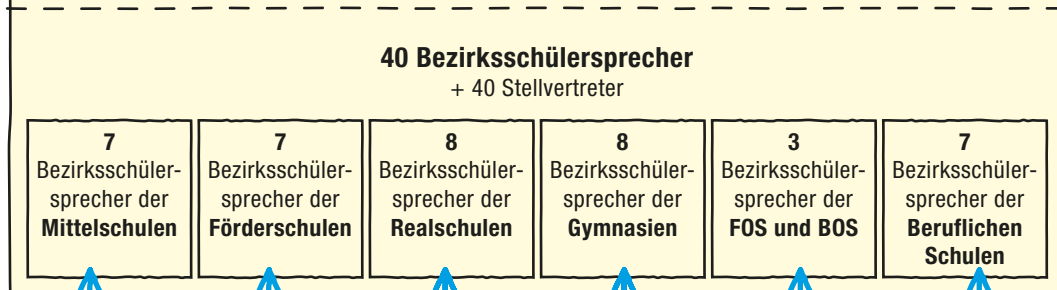 40 Bezirksschülersprecher
+ 40 Stellvertreter
7
Bezirksschüler-
sprecher der
Mittelschulen
7
Bezirksschüler-
sprecher der
Förderschulen
8
Bezirksschüler-
sprecher der
Realschulen
8
Bezirksschüler-
sprecher der
Gymnasien
3
Bezirksschüler-
sprecher der
FOS und BOS
7
Bezirksschüler-
sprecher der
Beruflichen
Schulen